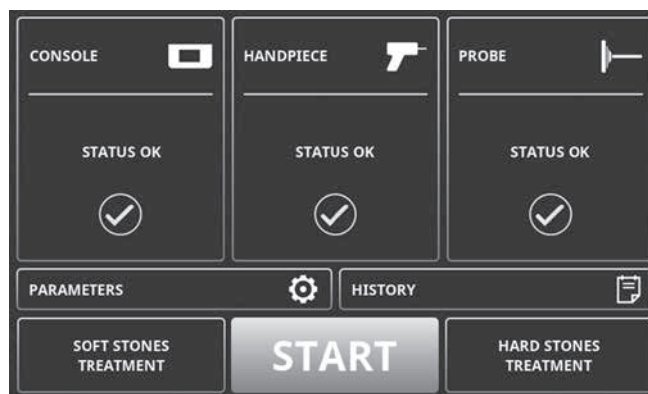 CONSOLE
HANDPIECE
PROBE
STATUS OK
STATUS OK
STATUS OK
PARAMETERS
HISTORY
SOFT STONES
TREATMENT
START
HARD STONES
TREATMENT